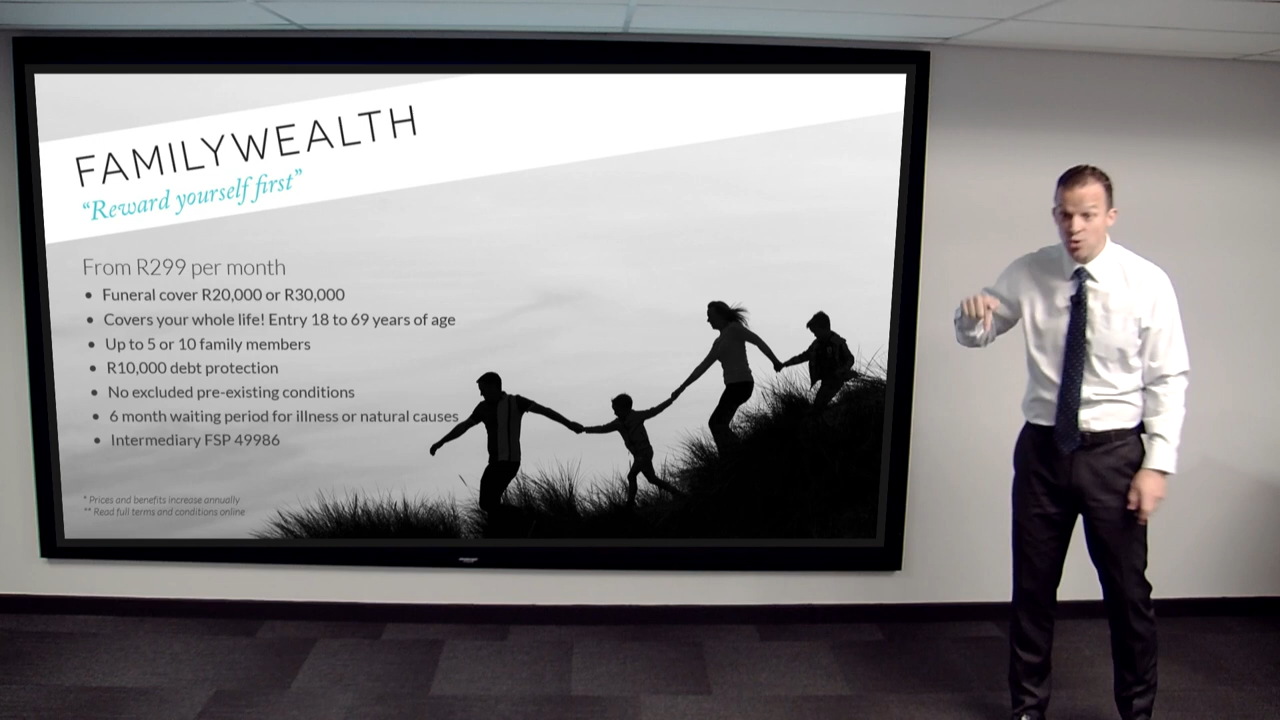 FAMILYWEALTH
“Reward yourself first”
From R299 per month
• Funeral cover R20,000 or R30,000
• Covers your whole life! Entry 18 to 69 years of age
• Up to 5 or 10 family members
• R10,000 debt protection
• No excluded pre-existing conditions
• 6 month waiting period for illness or natural causes
• Intermediary FSP 49986
* Prices and benefits increase annually
** Read full terms and conditions online